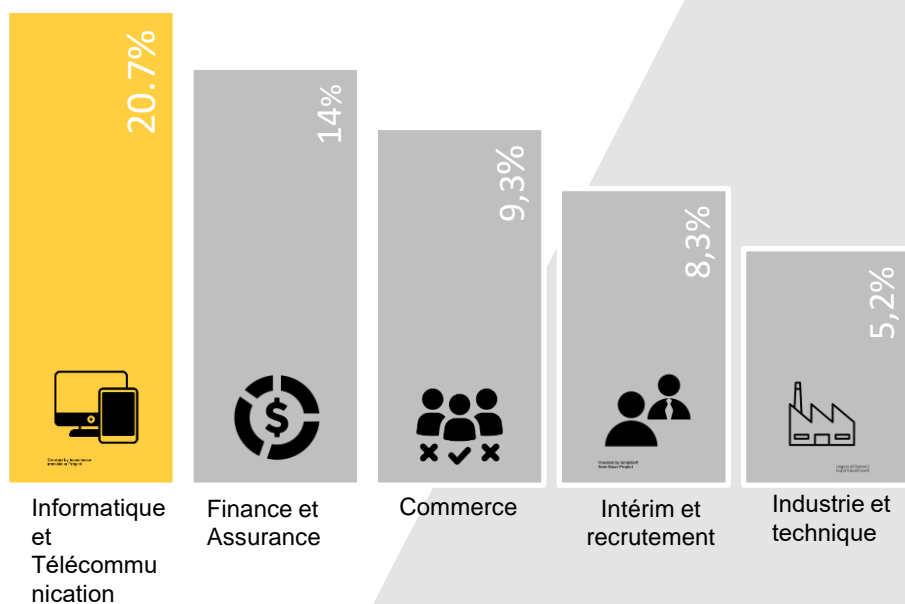 20.7%
14%
9,3%
8,3%
5,2%
$
Informatique
et
Télécommu
nication
Finance et
Assurance
Commerce
Intérim et
recrutement
Industrie et
technique